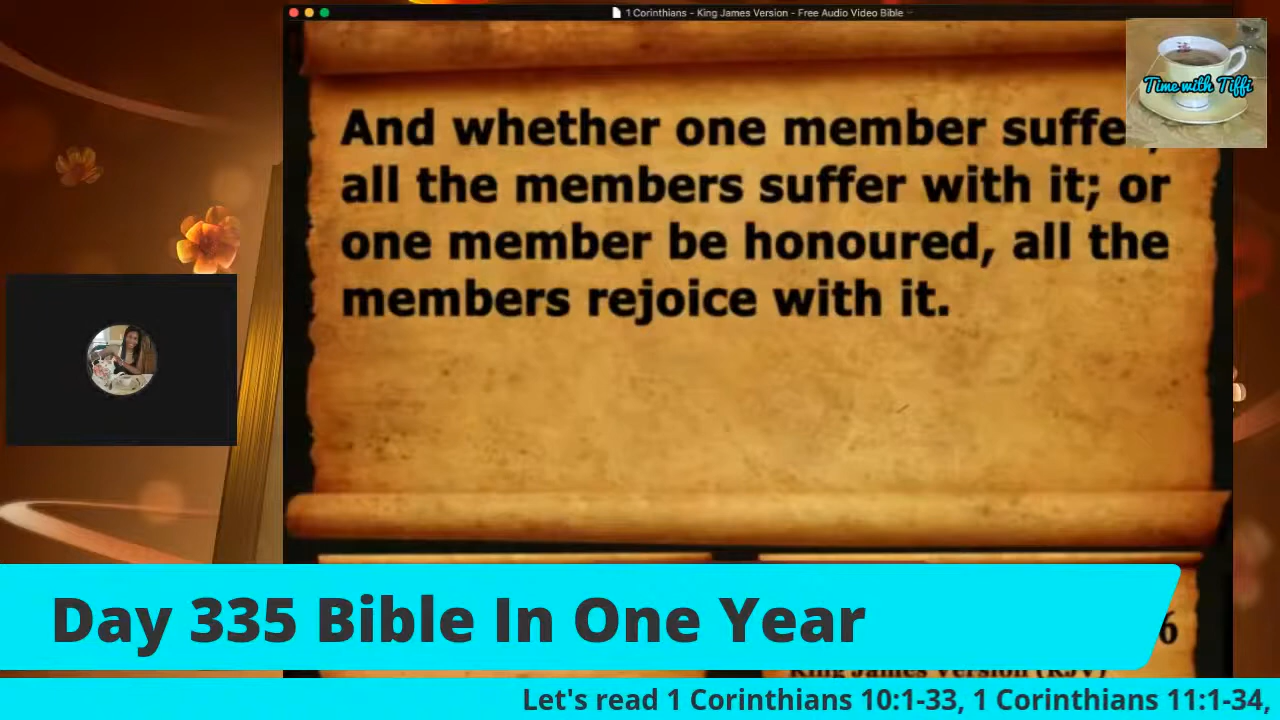 1 Corinthians - King James Version - Free Audio Video Bible
Time with Tiffi
And whether one member suffer,
all the members suffer with it; or
one member be honoured, all the
members rejoice with it.
Day 335 Bible In One Year
6
King James Version (KJV)
Let's read 1 Corinthians 10:1-33, 1 Corinthians 11:1-34,